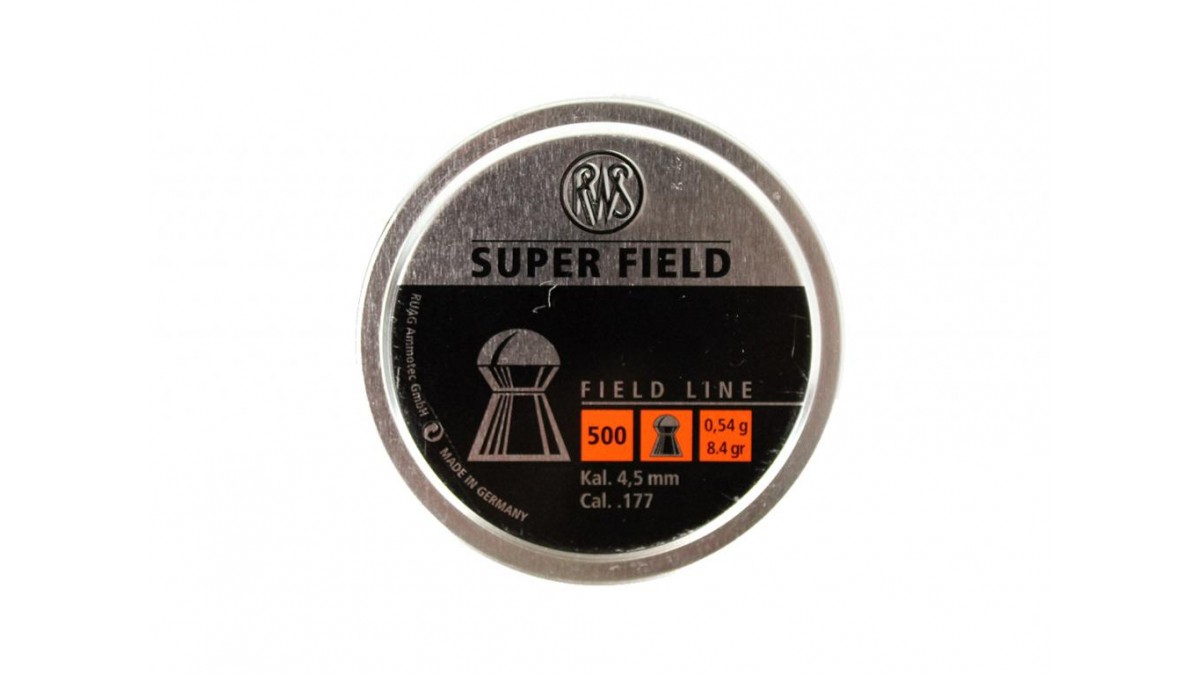 RWS
SUPER FIELD
FIELD LINE
500
0,54 g
8.4 gr
Kal. 4,5 mm
Cal. .177
RUAG Ammotec GmbH
MADE IN GERMANY